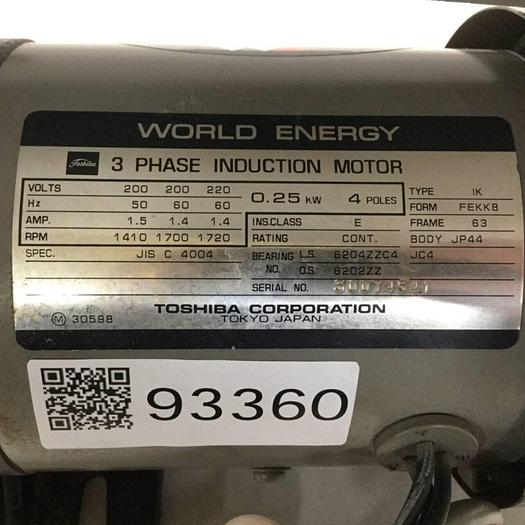 WORLD ENERGY
Toshiba 3 PHASE INDUCTION MOTOR
VOLTS 200 200 220 0.25 kW 4 POLES TYPE IK
Hz 50 60 60 FORM FEKK8
AMP. 1.5 1.4 1.4 INS.CLASS E FRAME 63
RPM 1410 1700 1720 RATING CONT. BODY JP44
SPEC. JIS C 4004 BEARING L.S. 6204ZZC4 JC4
NO. O.S. 6202ZZ
SERIAL NO.
TOSHIBA CORPORATION
M 30598 TOKYO JAPAN
93360